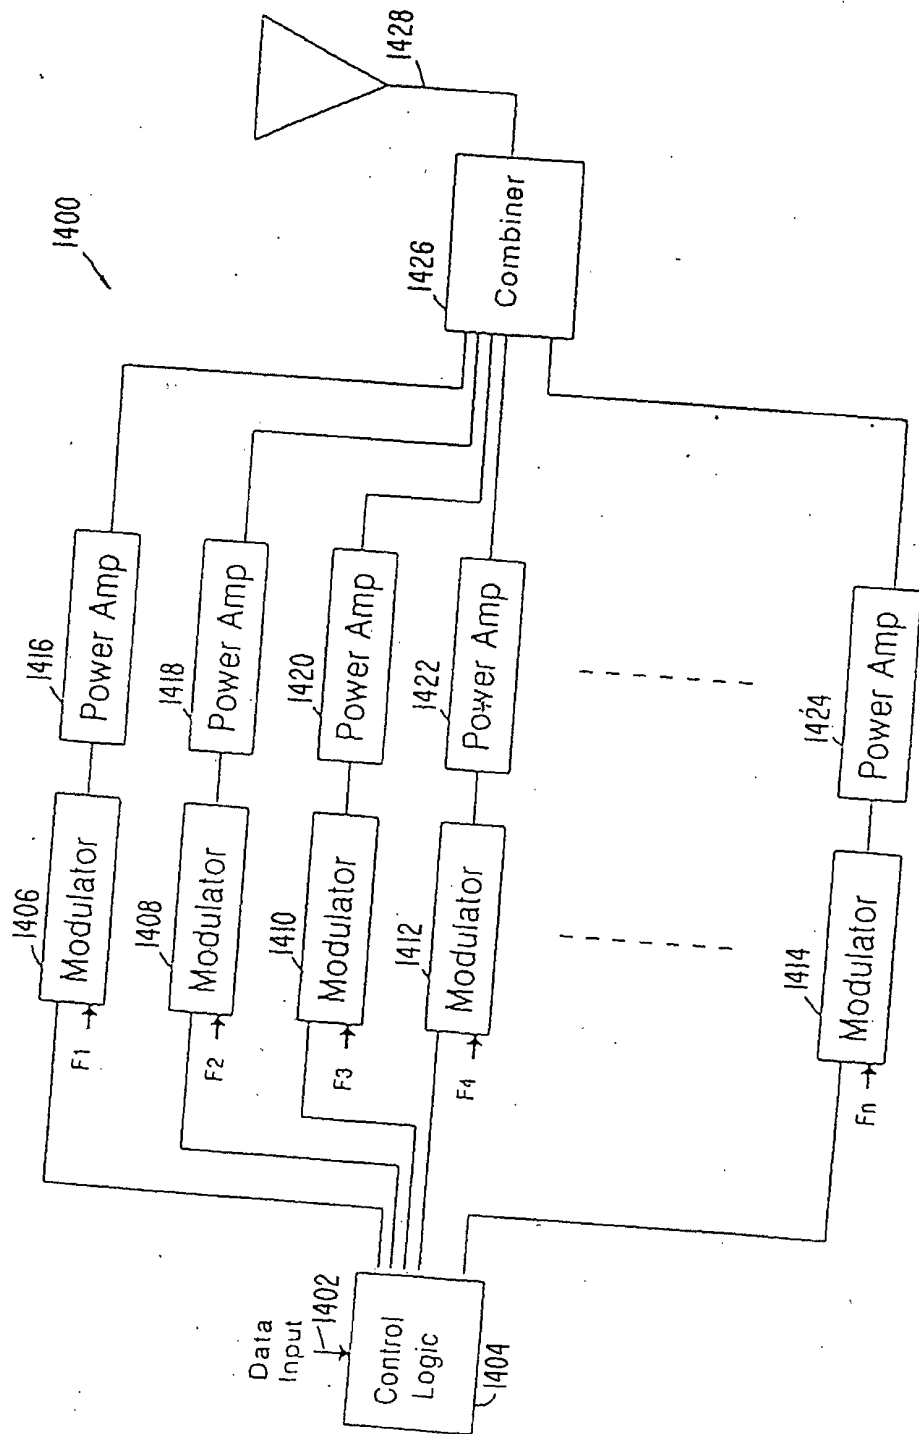 1400
Data
Input
1402
Control
Logic
1404
F1
1406
Modulator
1416
Power Amp
F2
1408
Modulator
1418
Power Amp
F3
1410
Modulator
1420
Power Amp
F4
1412
Modulator
1422
Power Amp
Fn
1414
Modulator
1424
Power Amp
1426
Combiner
1428